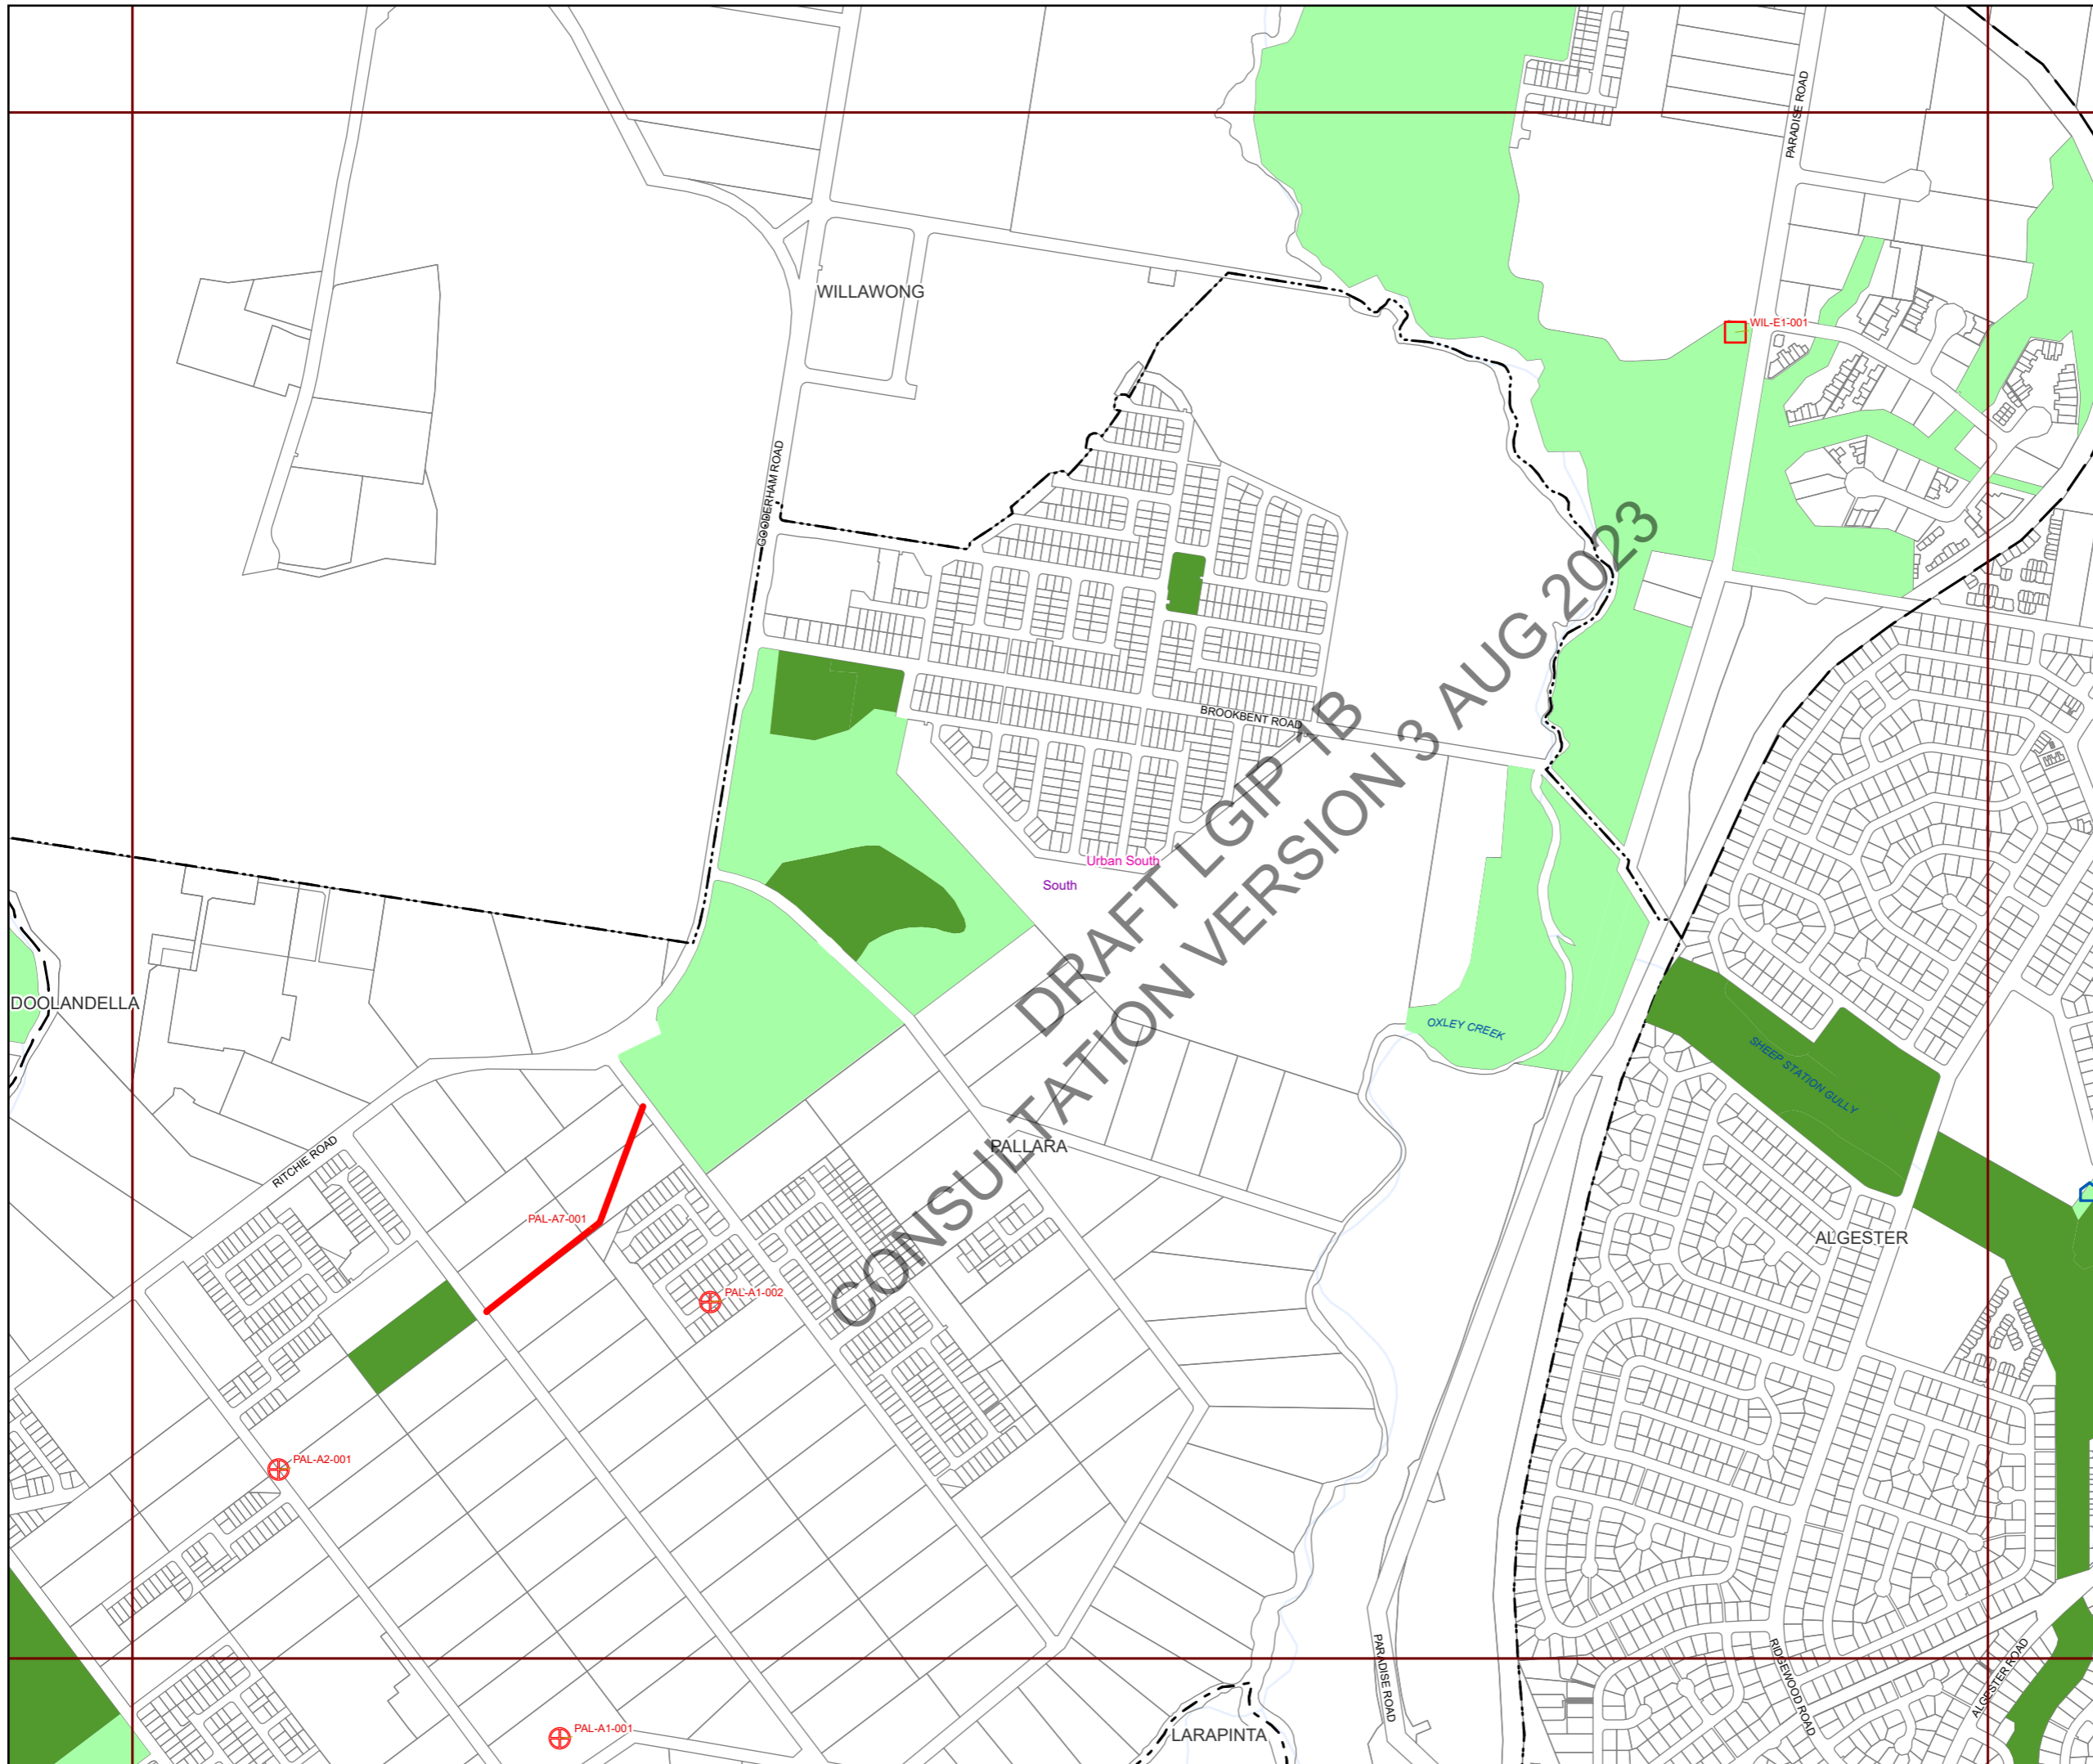 PARADISE ROAD
WILLAWONG
WIL-E1-001
GOODERHAM ROAD
BROOKBENT ROAD
Urban South
South
DRAFT LGIP 1B
CONSULTATION VERSION 3 AUG 2023
DOOLANDELLA
OXLEY CREEK
SHEEP STATION GULLY
RITCHIE ROAD
PALLARA
PAL-A7-001
ALGESTER
PAL-A1-002
PAL-A2-001
PARADISE ROAD
RIDGEWOOD ROAD
ALGESTER ROAD
PAL-A1-001
LARAPINTA